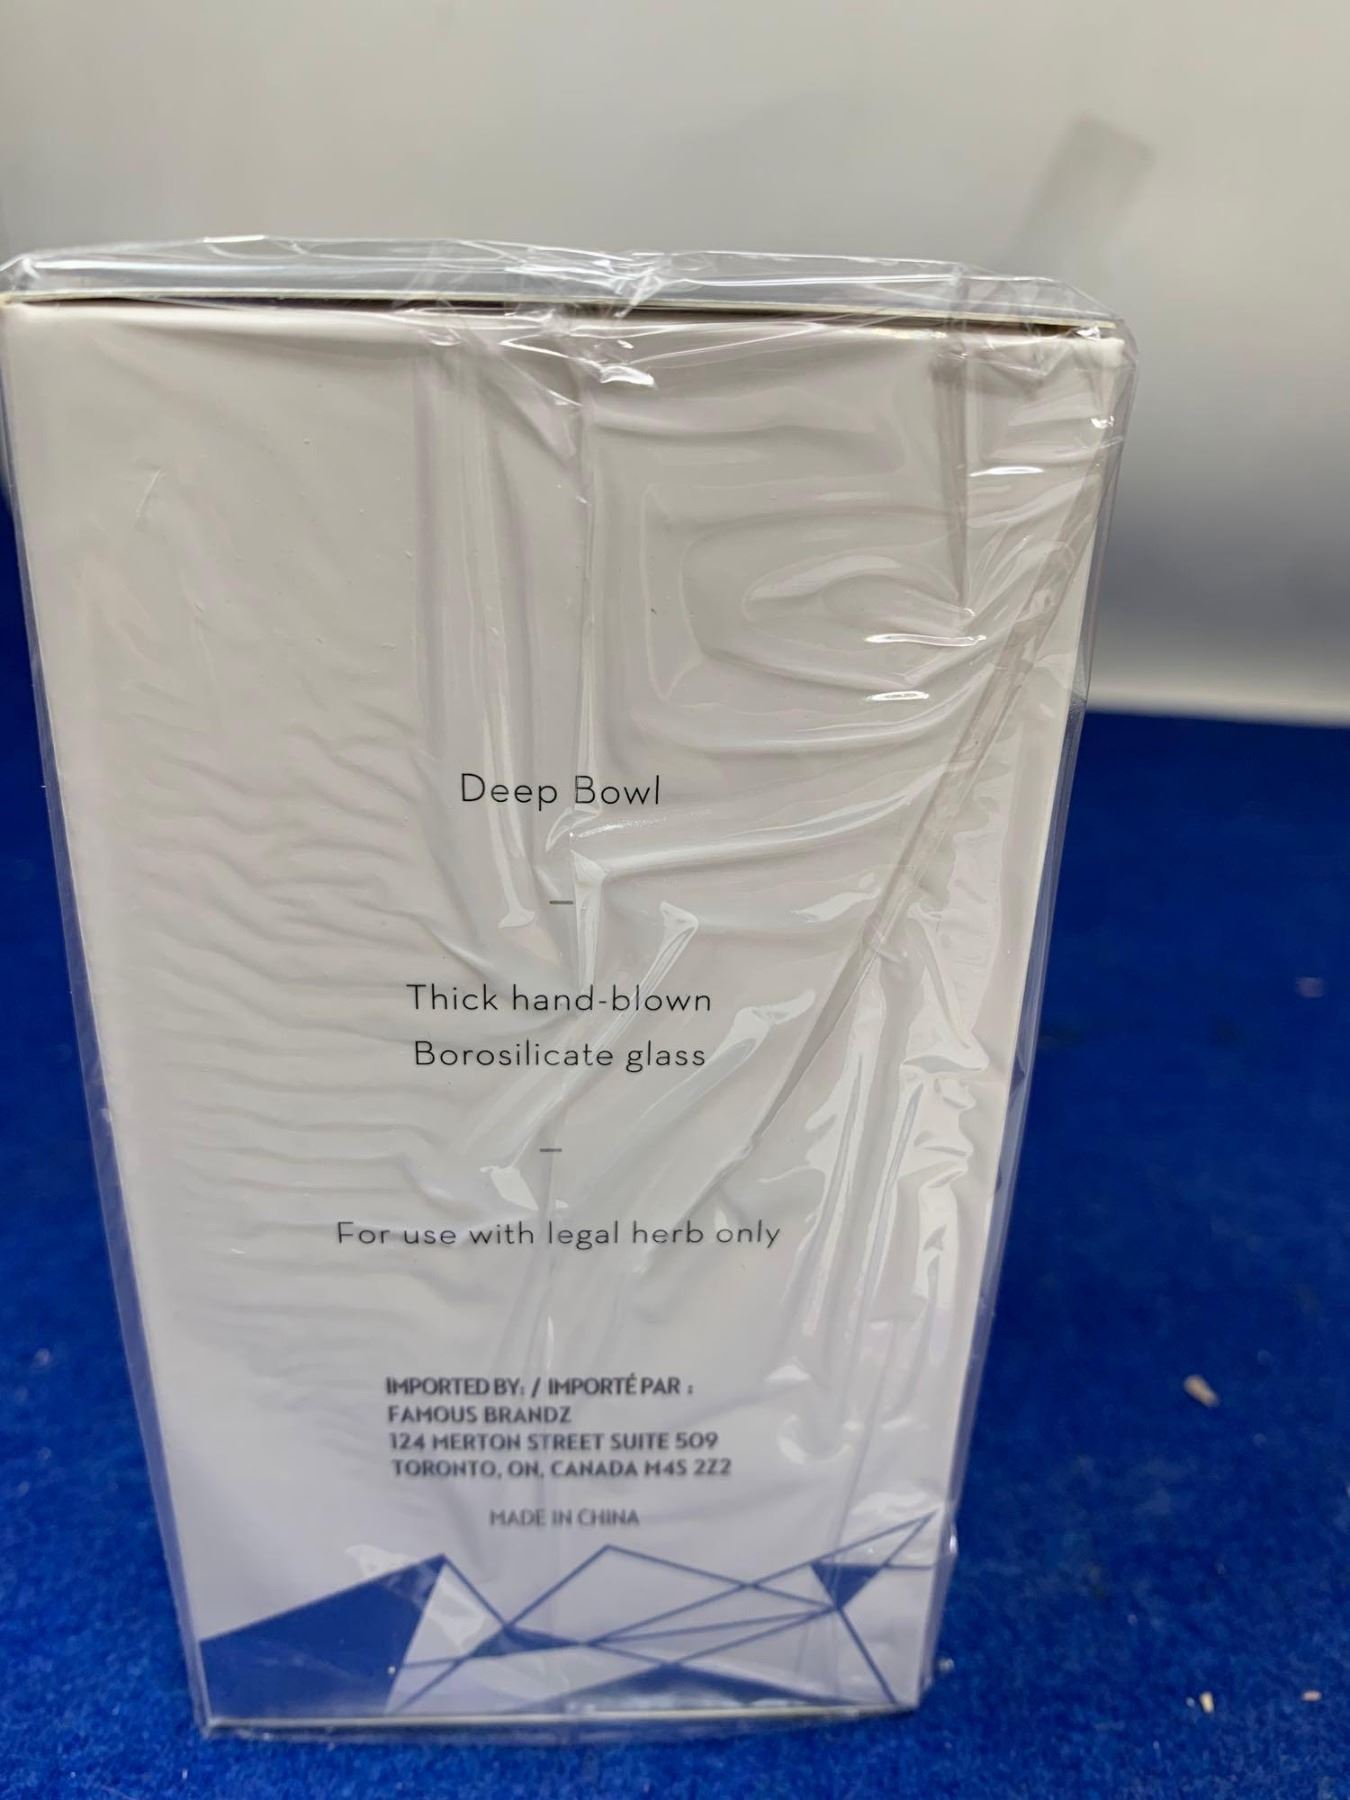 Deep Bowl
–
Thick hand-blown
Borosilicate glass
–
For use with legal herb only
IMPORTED BY: / IMPORTÉ PAR :
FAMOUS BRANDZ
124 MERTON STREET SUITE 509
TORONTO, ON, CANADA M4S 2Z2
MADE IN CHINA